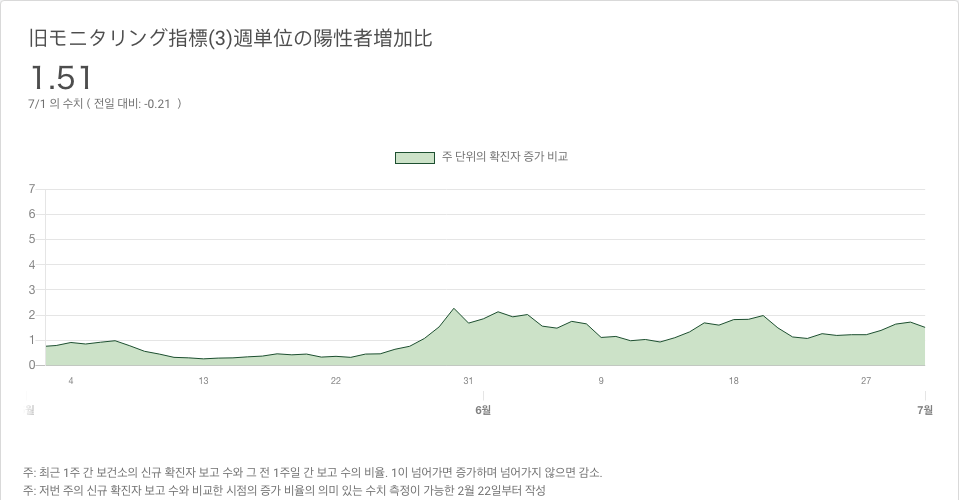 旧モニタリング指標(3)週単位の陽性者増加比
1.51
7/1 의 수치 ( 전일 대비: -0.21 )
주 단위의 확진자 증가 비교
7
6
5
4
3
2
1
0
4 13 22 31 9 18 27
월 6월 7월
주: 최근 1주 간 보건소의 신규 확진자 보고 수와 그 전 1주일 간 보고 수의 비율. 1이 넘어가면 증가하며 넘어가지 않으면 감소.
주: 저번 주의 신규 확진자 보고 수와 비교한 시점의 증가 비율의 의미 있는 수치 측정이 가능한 2월 22일부터 작성